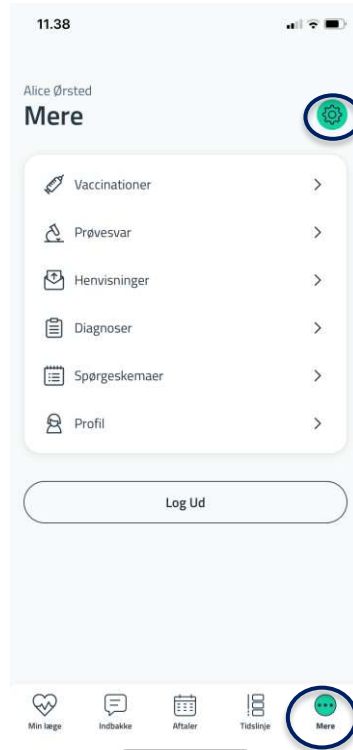 11.38
Alice Ørsted
Mere
Vaccinationer
Prøvesvar
Henvisninger
Diagnoser
Spørgeskemaer
Profil
Log Ud
Min læge
Indbakke
Aftaler
Tidslinje
Mere